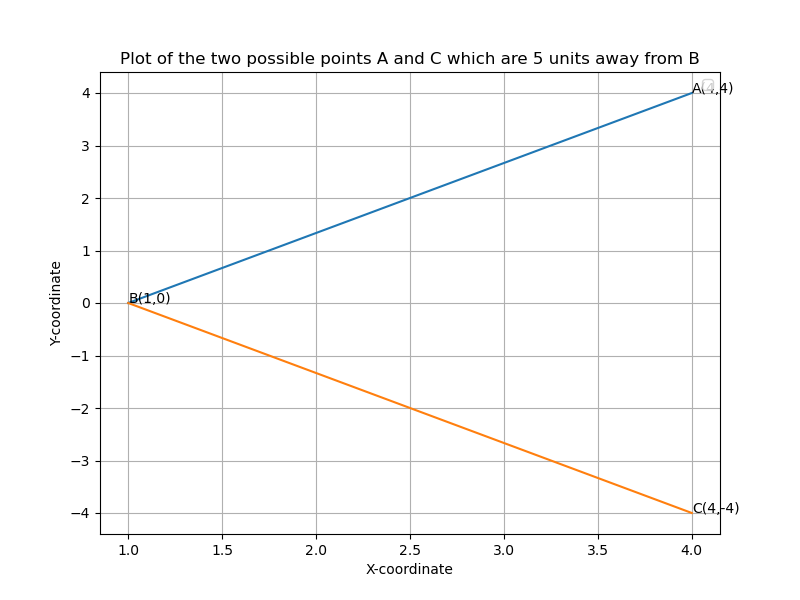 Plot of the two possible points A and C which are 5 units away from B
4
A(4,4)
3
2
1
0
B(1,0)
Y-coordinate
−1
−2
−3
−4
C(4,-4)
1.0 1.5 2.0 2.5 3.0 3.5 4.0
X-coordinate